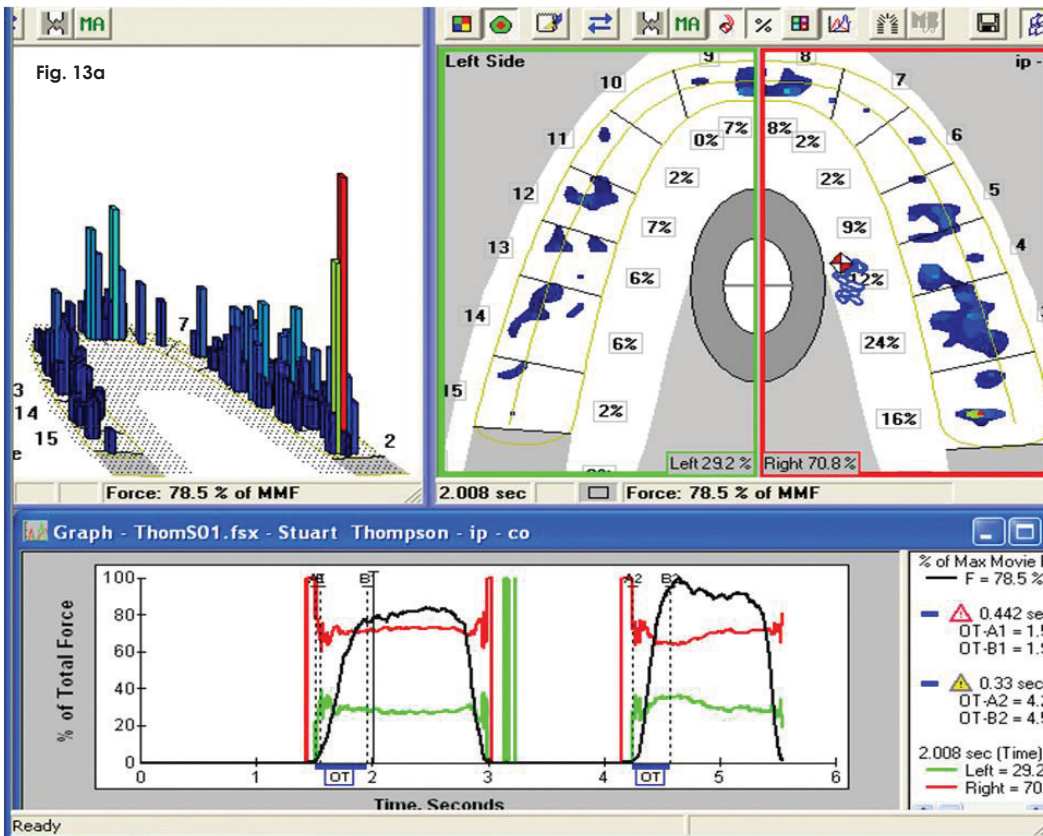 MA
MA
%
MB
Fig. 13a
Left Side
ip -
9
8
10
7
11
6
12
5
13
4
14
15
0%
7%
8%
2%
2%
2%
7%
9%
6%
12%
6%
24%
2%
16%
Left 29.2 %
Right 70.8 %
7
3
14
15
2
e
Force: 78.5 % of MMF
2.008 sec
Force: 78.5 % of MMF
Graph - ThomS01.fsx - Stuart Thompson - ip - co
% of Total Force
100
80
60
40
20
0
A1
B1
A2
B2
OT
OT
0
1
2
3
4
5
6
Time, Seconds
% of Max Movie
F = 78.5 %
0.442 se
OT-A1 = 1.5
OT-B1 = 1.9
0.33 sec
OT-A2 = 4.2
OT-B2 = 4.5
2.008 sec (Time)
Left = 29.2
Right = 70.
Ready